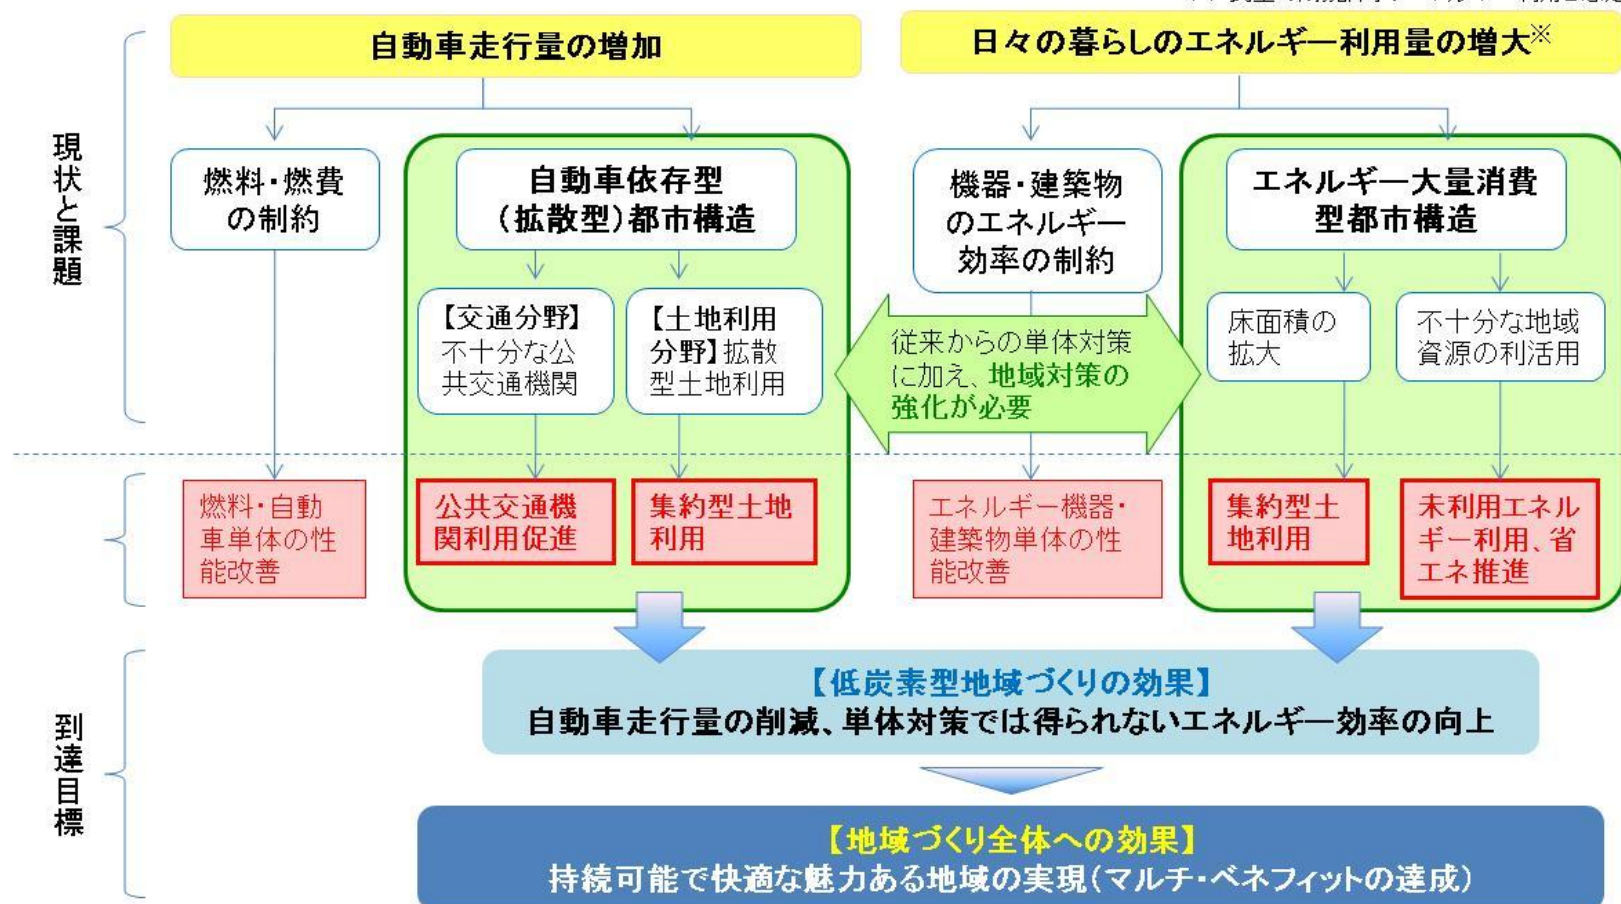 自動車走行量の増加
日々の暮らしのエネルギー利用量の増大※
現状と課題
燃料・燃費
の制約
自動車依存型
（拡散型）都市構造
機器・建築物
のエネルギー
効率の制約
エネルギー大量消費
型都市構造
【交通分野】
不十分な公
共交通機関
【土地利用
分野】拡散
型土地利用
従来からの単体対策
に加え、地域対策の
強化が必要
床面積の
拡大
不十分な地域
資源の利活用
燃料・自動
車単体の性
能改善
公共交通機
関利用促進
集約型土地
利用
エネルギー機器・
建築物単体の性
能改善
集約型土
地利用
未利用エネル
ギー利用、省
エネ推進
到達目標
【低炭素型地域づくりの効果】
自動車走行量の削減、単体対策では得られないエネルギー効率の向上
【地域づくり全体への効果】
持続可能で快適な魅力ある地域の実現（マルチ・ベネフィットの達成）